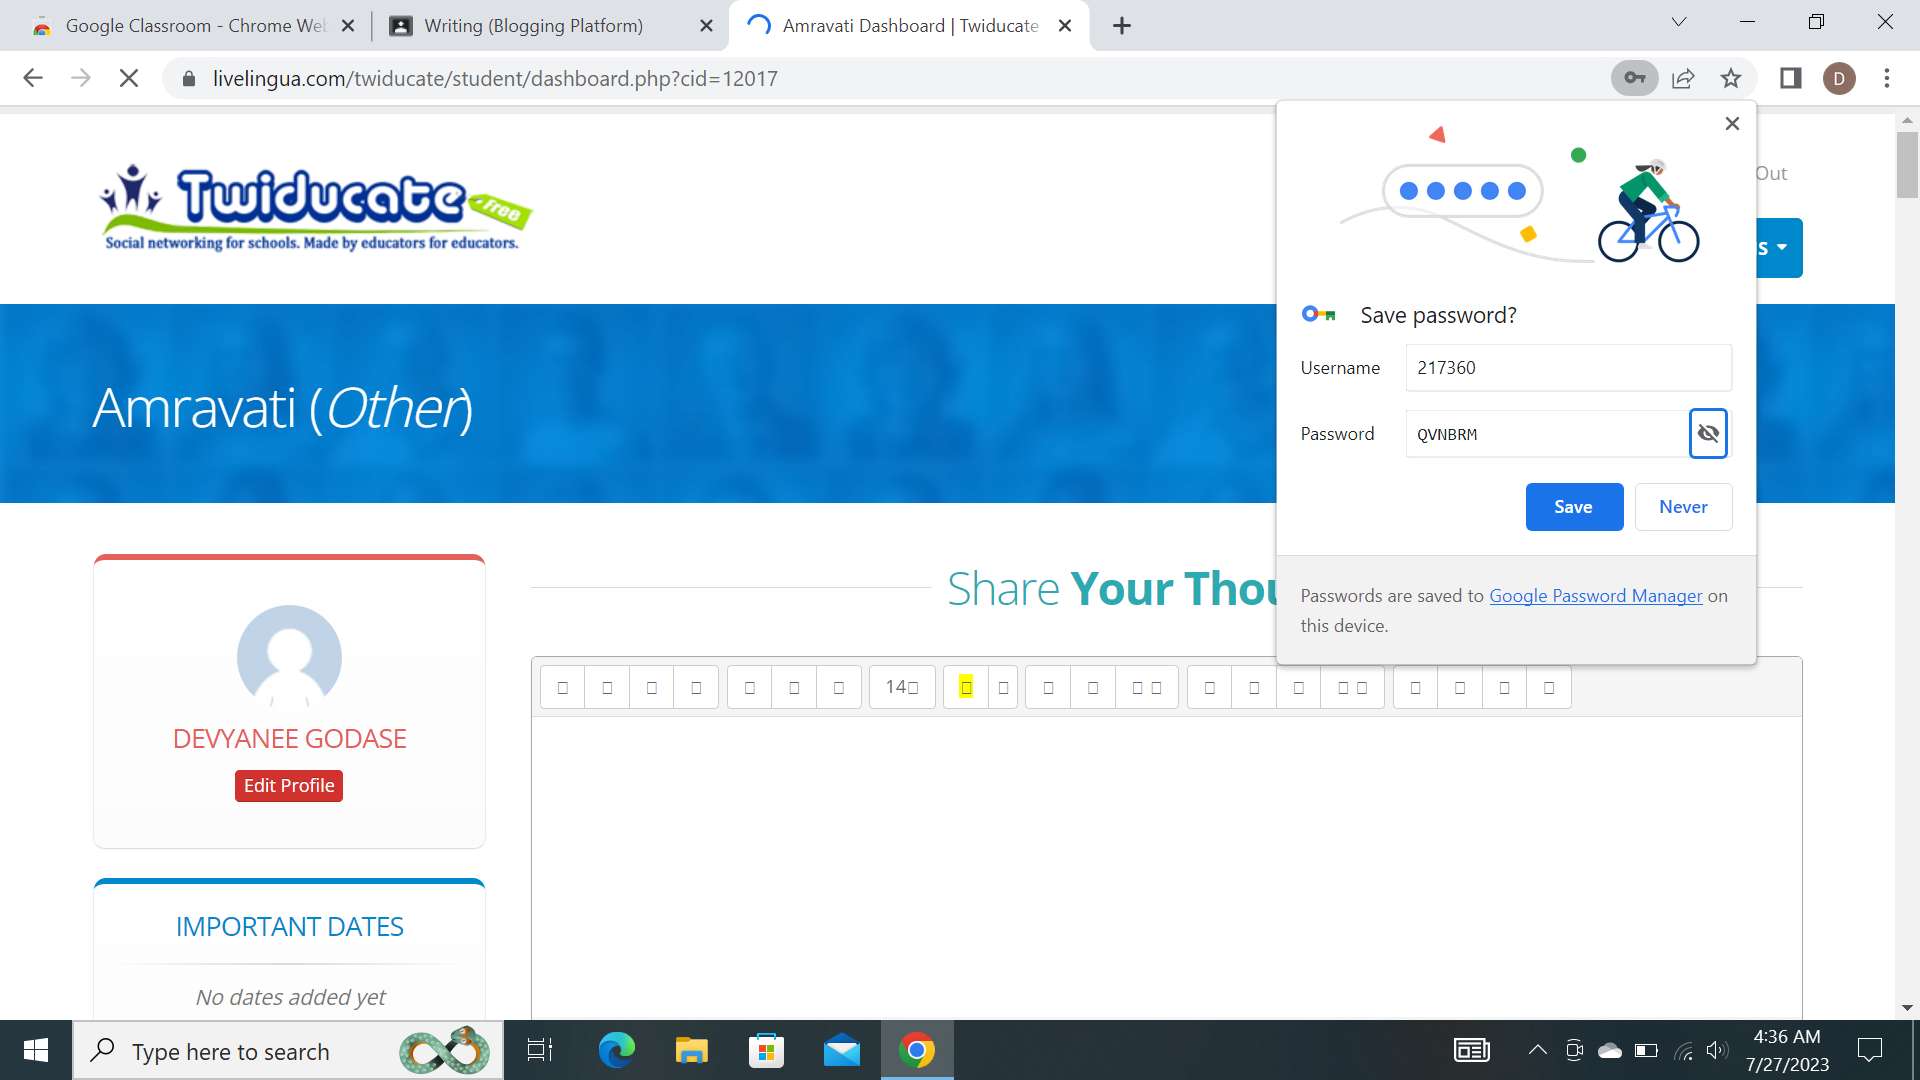 Google Classroom - Chrome Web
Writing (Blogging Platform)
Amravati Dashboard | Twiducate
livelingua.com/twiducate/student/dashboard.php?cid=12017
D
Twiducate Free
Social networking for schools. Made by educators for educators.
Out
s
Save password?
Username 217360
Password QVNBRM
Save Never
Passwords are saved to Google Password Manager on
this device.
Amravati (Other)
DEVYANEE GODASE
Edit Profile
IMPORTANT DATES
No dates added yet
Share Your Thou
14
Type here to search
4:36 AM
7/27/2023